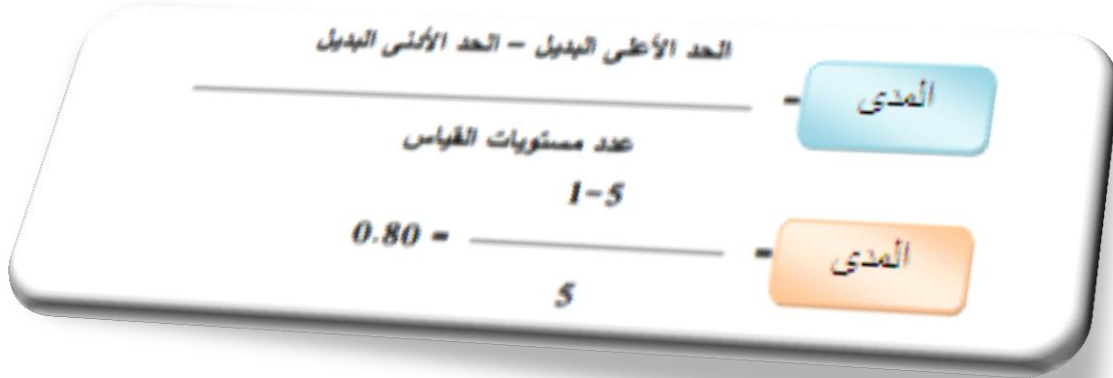 الحد الأعلى البديل – الحد الأدنى البديل
المدى =
عدد مستويات القياس
1-5
المدى = = 0.80
5